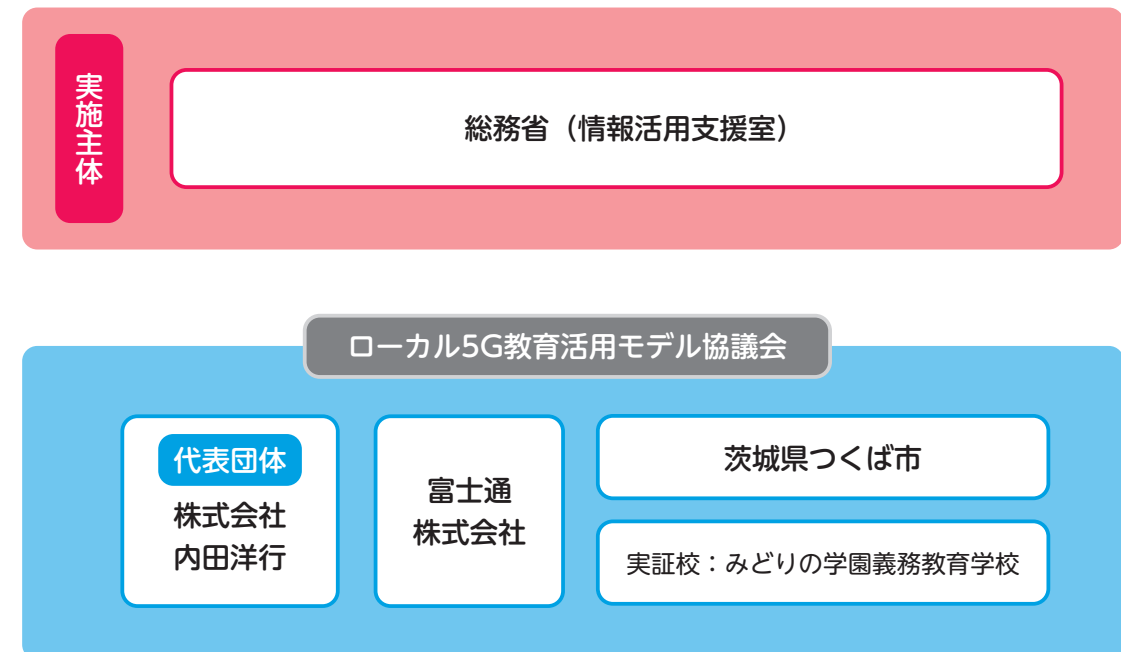 実施主体
総務省（情報活用支援室）
ローカル5G教育活用モデル協議会
代表団体
株式会社
内田洋行
富士通
株式会社
茨城県つくば市
実証校：みどりの学園義務教育学校